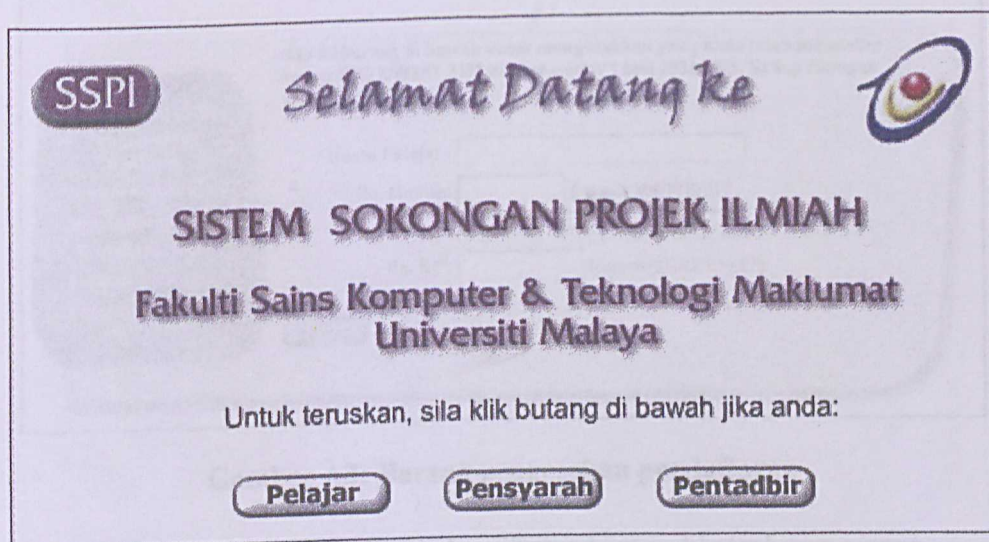 SSPI
Selamat Datang ke
SISTEM SOKONGAN PROJEK ILMIAH
Fakulti Sains Komputer & Teknologi Maklumat
Universiti Malaya
Untuk teruskan, sila klik butang di bawah jika anda:
Pelajar Pensyarah Pentadbir